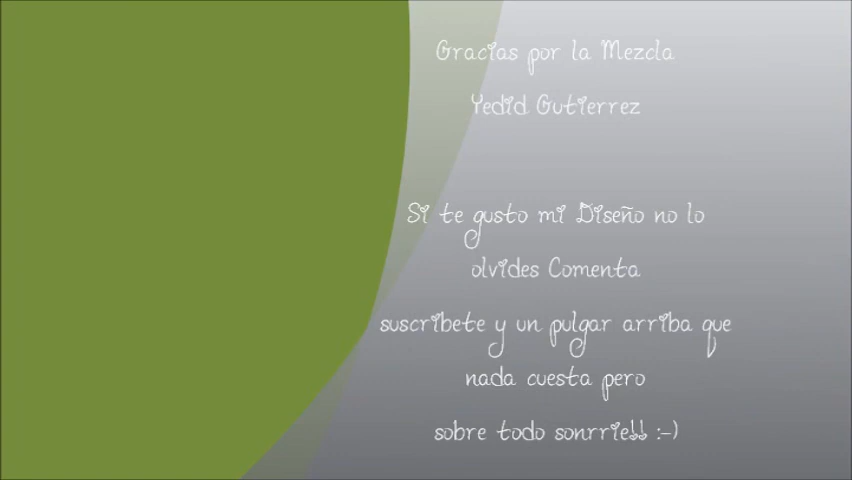 Gracias por la Mezcla
Yedid Gutierrez
Si te gusto mi Diseño no lo
olvides Comenta
suscribete y un pulgar arriba que
nada cuesta pero
sobre todo sonrrie!! :-)